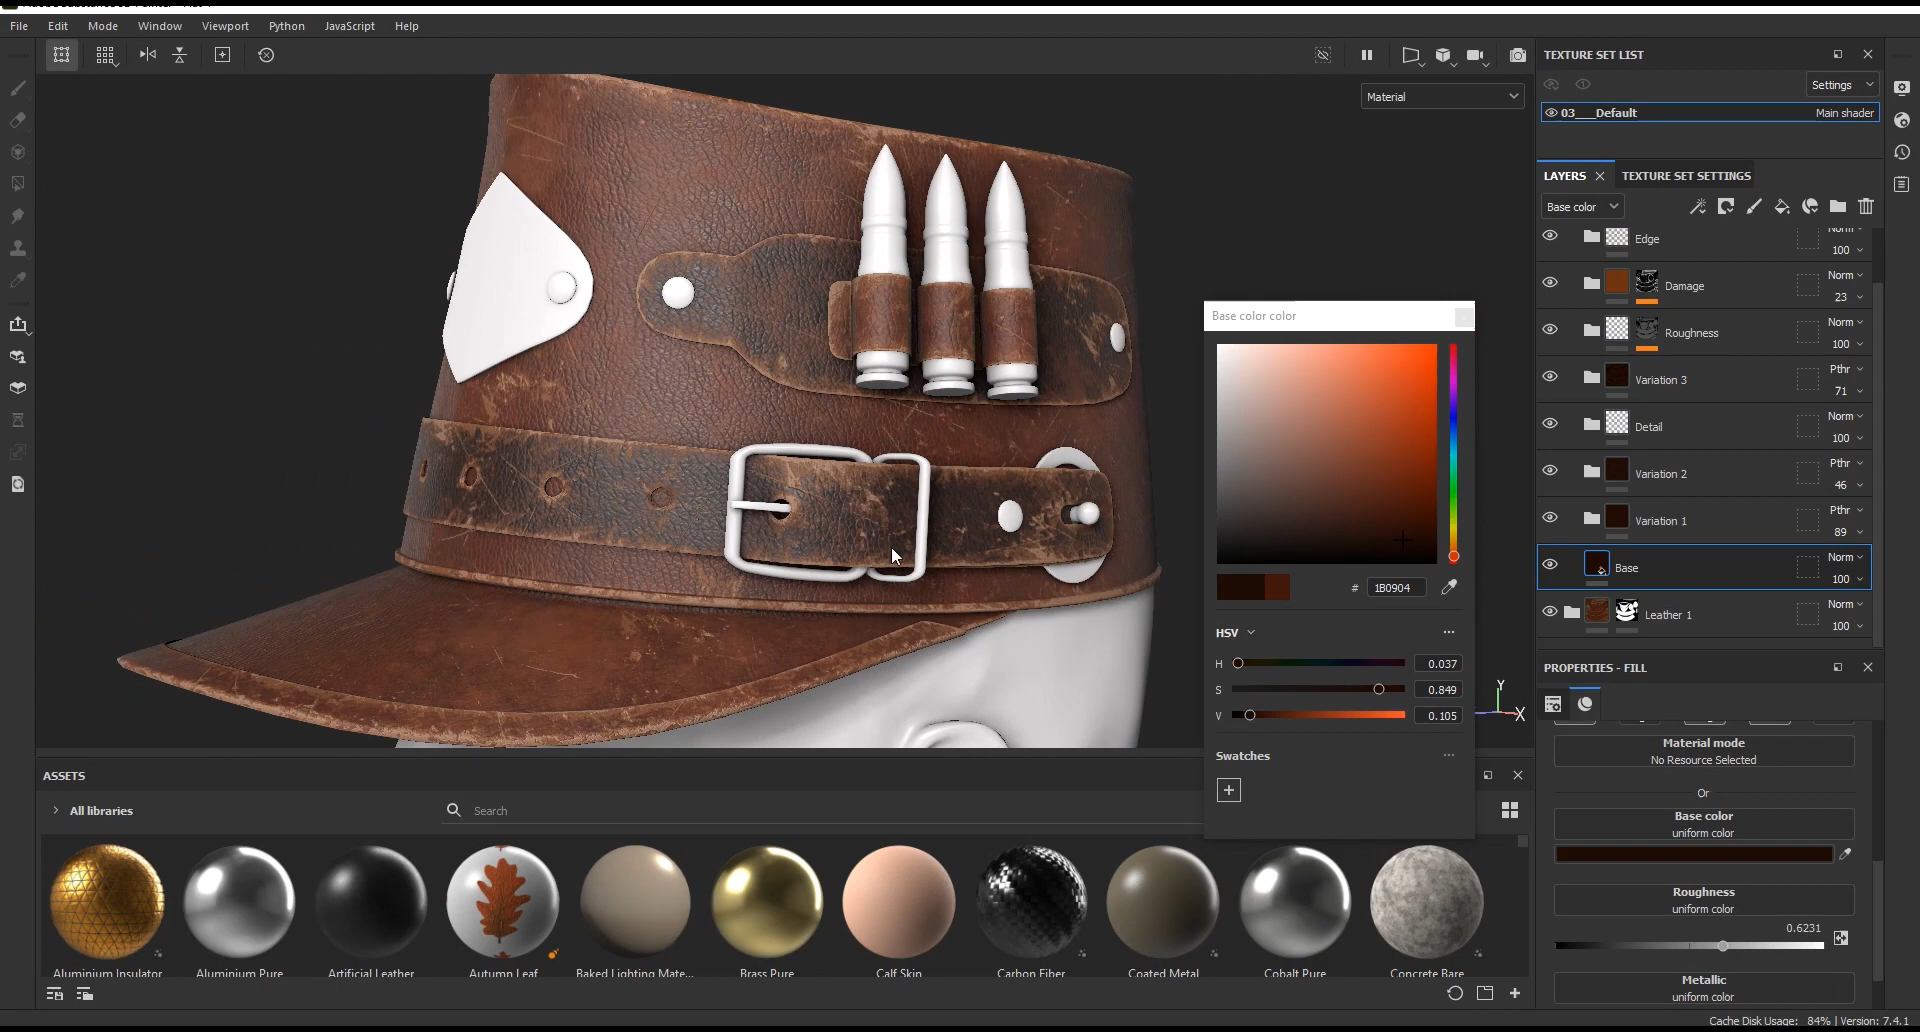 File Edit Mode Window Viewport Python JavaScript Help
Material
TEXTURE SET LIST
Settings
03___Default Main shader
LAYERS TEXTURE SET SETTINGS
Base color
Edge Norm 100
Damage Norm 23
Roughness Norm 100
Variation 3 Pthr 71
Detail Norm 100
Variation 2 Pthr 46
Variation 1 Pthr 89
Base Norm 100
Leather 1 Norm 100
Base color color
# 1B0904
HSV
H 0.037
S 0.849
V 0.105
Swatches
Y
X
PROPERTIES - FILL
Material mode
No Resource Selected
Or
Base color
uniform color
Roughness
uniform color
0.6231
Metallic
uniform color
ASSETS
All libraries
Search
Aluminium Insulator Aluminium Pure Artificial Leather Autumn Leaf Baked Lighting Mate... Brass Pure Calf Skin Carbon Fiber Coated Metal Cobalt Pure Concrete Bare
Cache Disk Usage: 84% | Version: 7.4.1